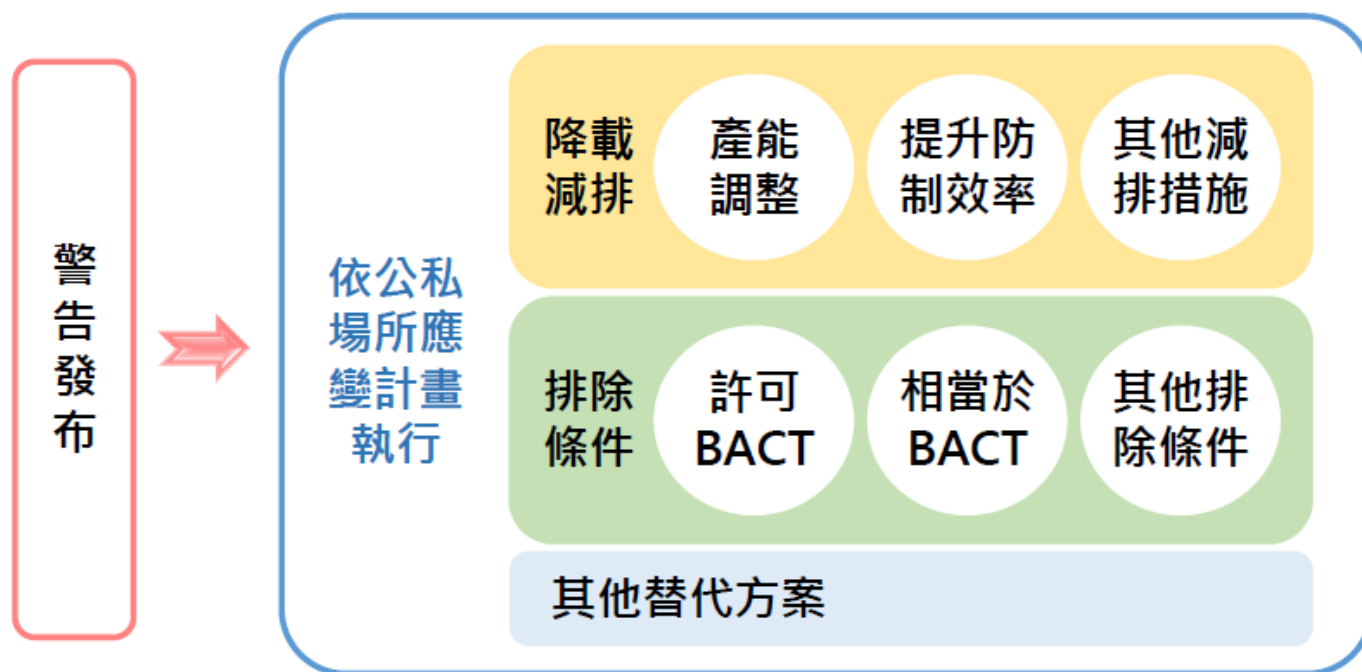 警告發布
依公私
場所應
變計畫
執行
降載
減排
產能
調整
提升防
制效率
其他減
排措施
排除
條件
許可
BACT
相當於
BACT
其他排
除條件
其他替代方案